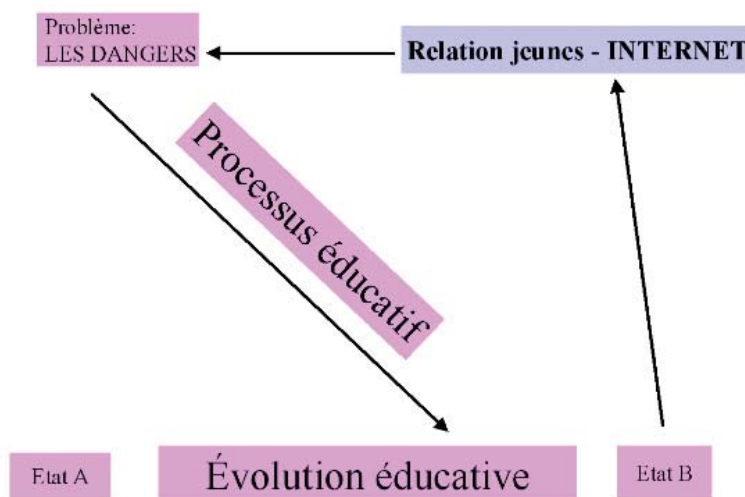 Problème:
LES DANGERS
Relation jeunes - INTERNET
Processus éducatif
Etat A
Évolution éducative
Etat B